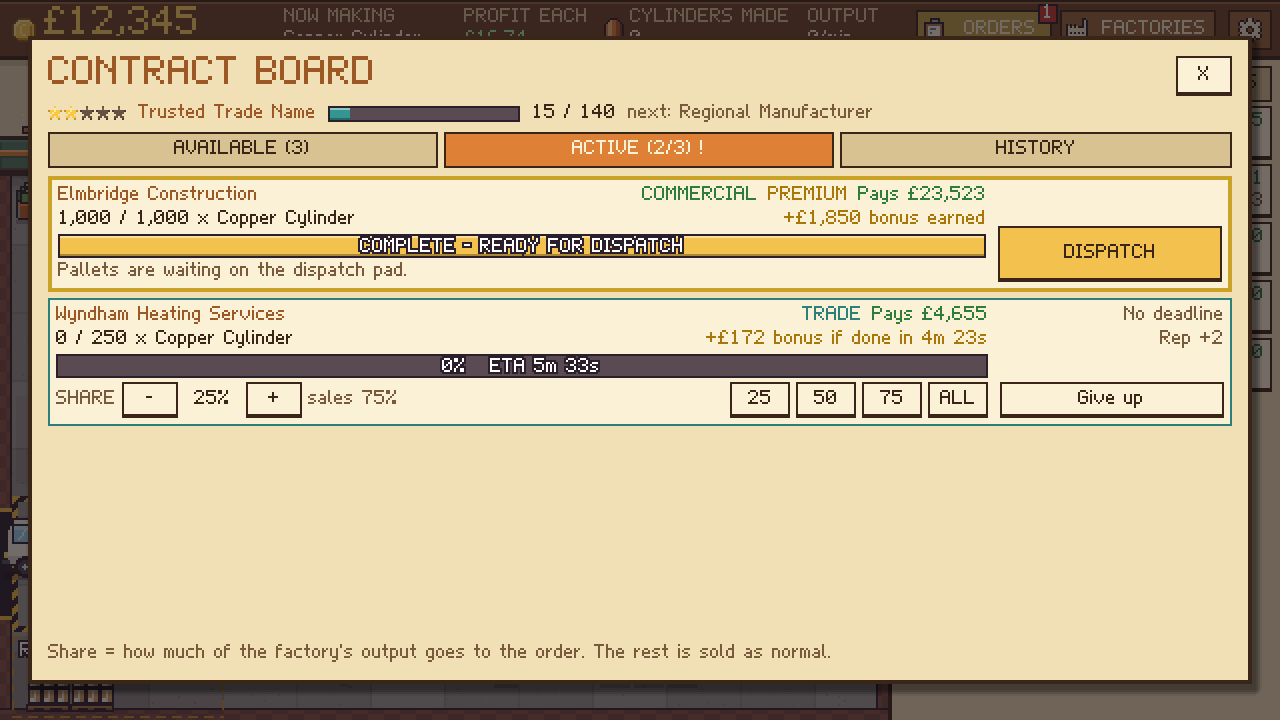 £12,345
NOW MAKING
PROFIT EACH
CYLINDERS MADE
OUTPUT
ORDERS
1
FACTORIES
CONTRACT BOARD
X
Trusted Trade Name
15 / 140
next: Regional Manufacturer
AVAILABLE (3)
ACTIVE (2/3) !
HISTORY
Elmbridge Construction
COMMERCIAL PREMIUM Pays £23,523
1,000 / 1,000 x Copper Cylinder
+£1,850 bonus earned
COMPLETE - READY FOR DISPATCH
DISPATCH
Pallets are waiting on the dispatch pad.
Wyndham Heating Services
TRADE Pays £4,655
No deadline
0 / 250 x Copper Cylinder
+£172 bonus if done in 4m 23s
Rep +2
0% ETA 5m 33s
SHARE - 25% + sales 75%
25 50 75 ALL
Give up
Share = how much of the factory's output goes to the order. The rest is sold as normal.